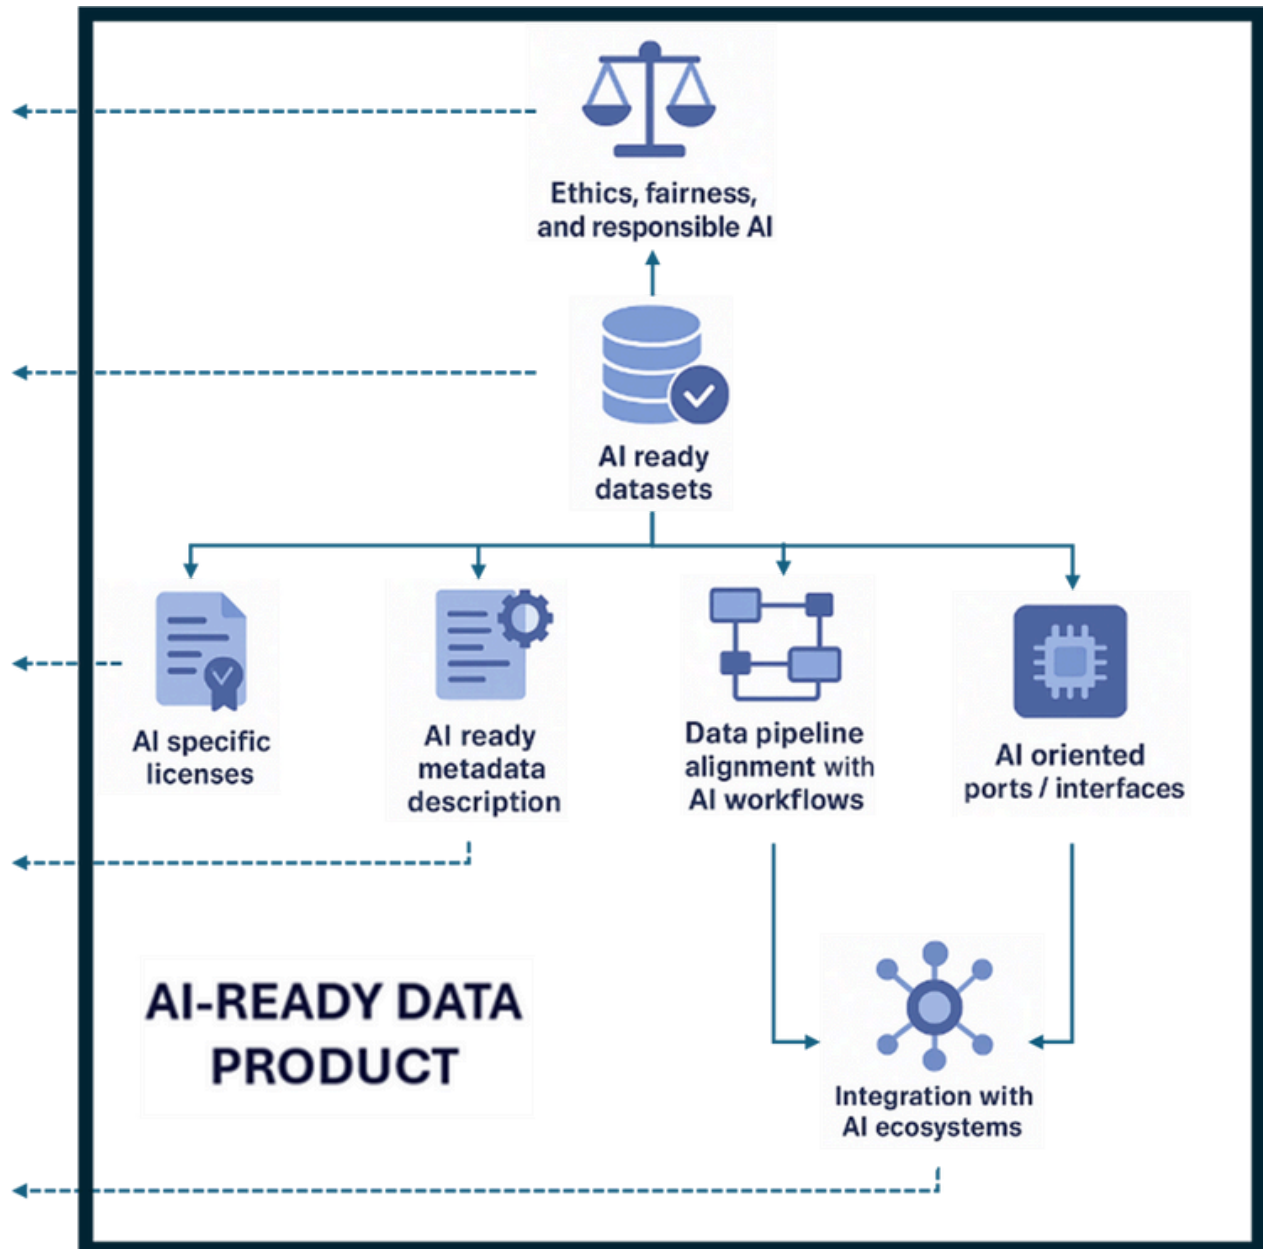 Ethics, fairness,
and responsible AI
AI ready
datasets
AI specific
licenses
AI ready
metadata
description
Data pipeline
alignment with
AI workflows
AI oriented
ports / interfaces
AI-READY DATA
PRODUCT
Integration with
AI ecosystems